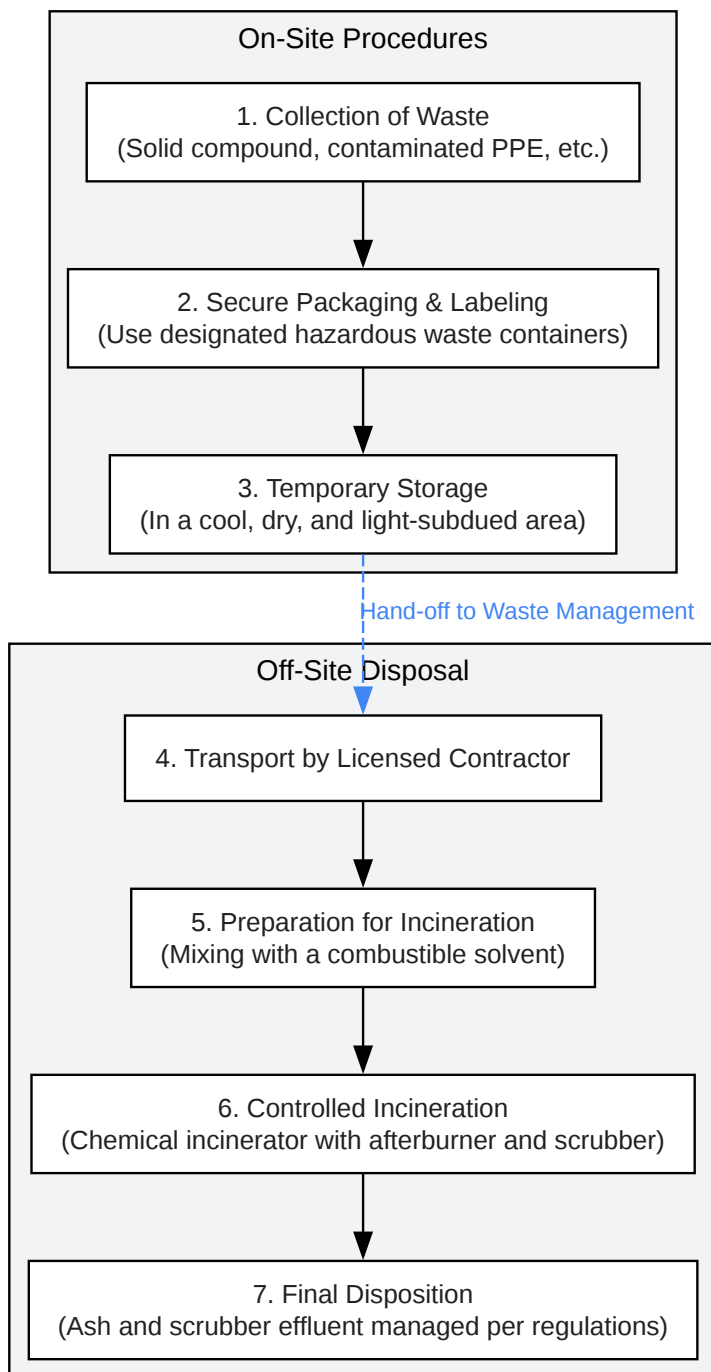 On-Site Procedures
1. Collection of Waste
(Solid compound, contaminated PPE, etc.)
2. Secure Packaging & Labeling
(Use designated hazardous waste containers)
3. Temporary Storage
(In a cool, dry, and light-subdued area)
Hand-off to Waste Management
Off-Site Disposal
4. Transport by Licensed Contractor
5. Preparation for Incineration
(Mixing with a combustible solvent)
6. Controlled Incineration
(Chemical incinerator with afterburner and scrubber)
7. Final Disposition
(Ash and scrubber effluent managed per regulations)